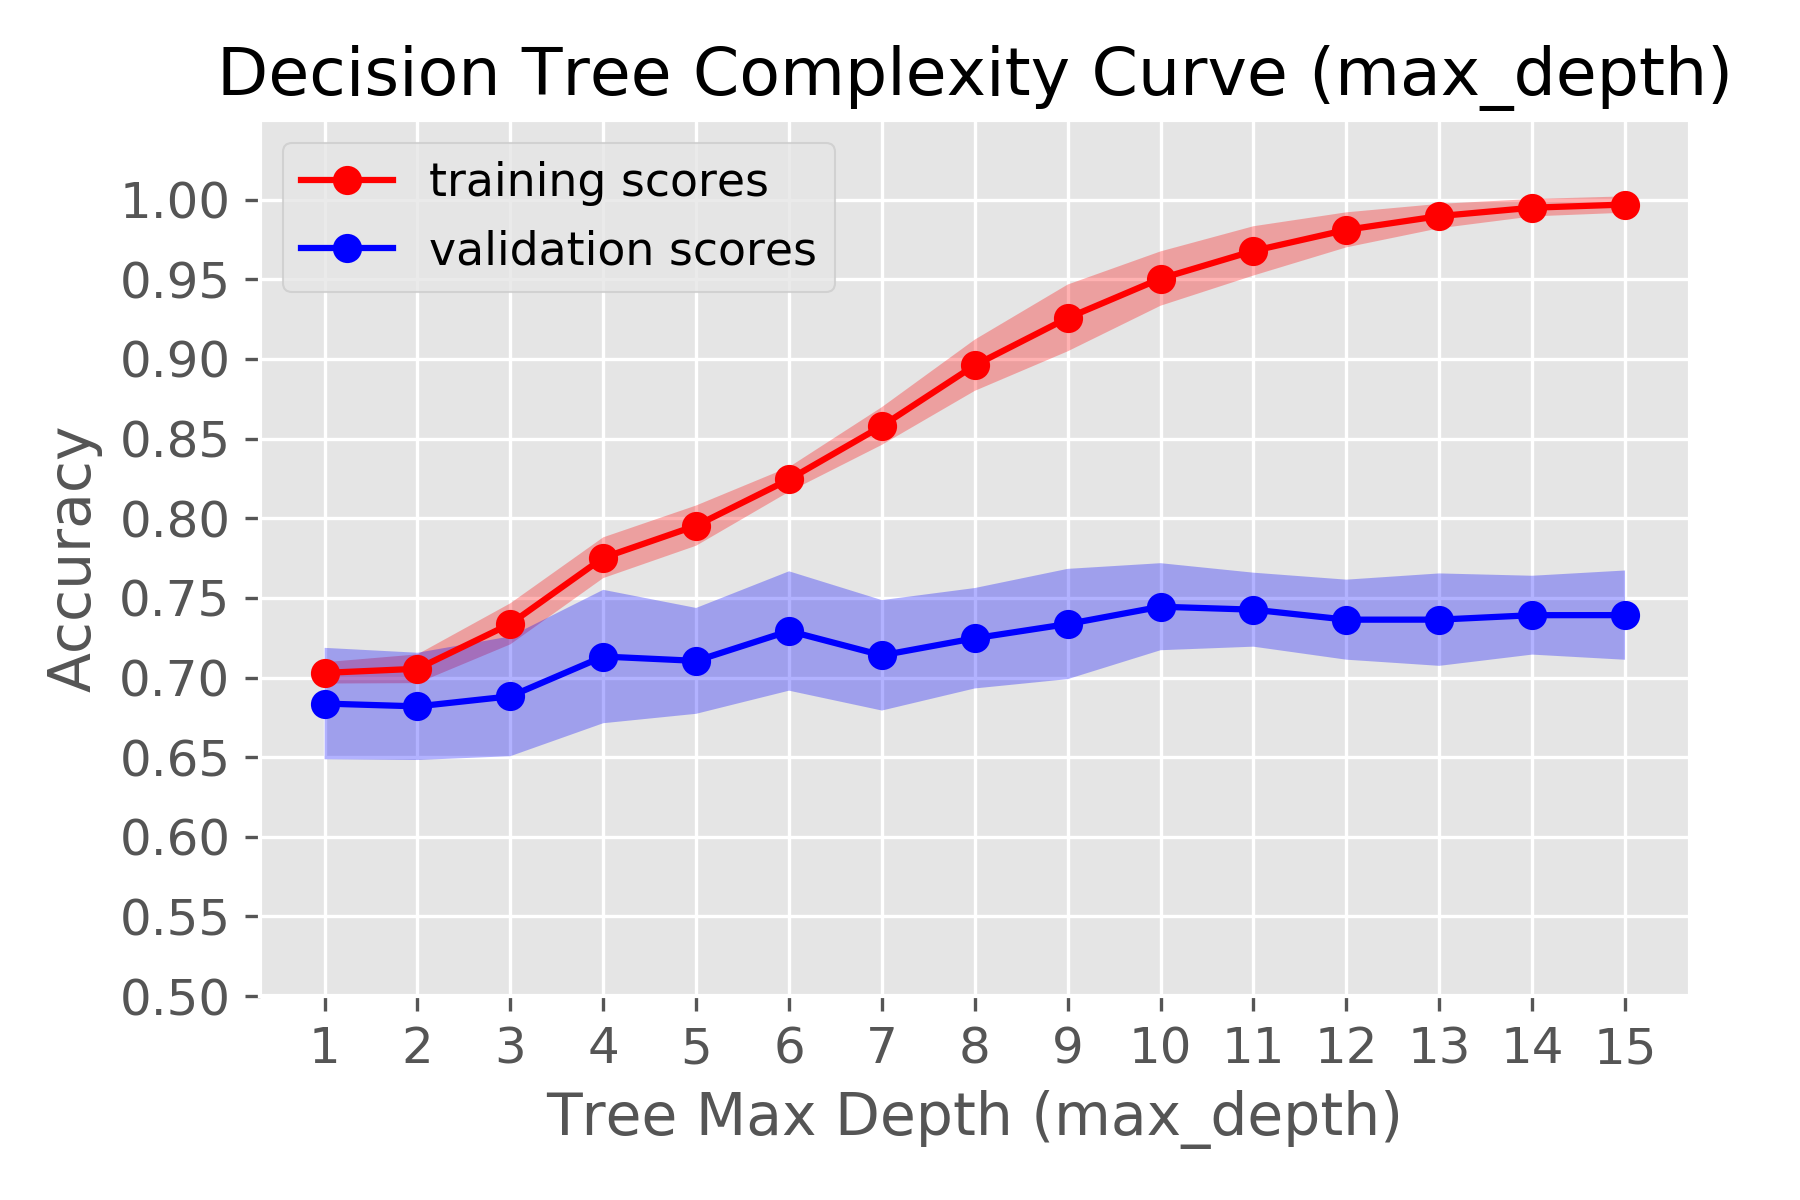 Decision Tree Complexity Curve (max_depth)
training scores
validation scores
Accuracy
1.00
0.95
0.90
0.85
0.80
0.75
0.70
0.65
0.60
0.55
0.50
1 2 3 4 5 6 7 8 9 10 11 12 13 14 15
Tree Max Depth (max_depth)